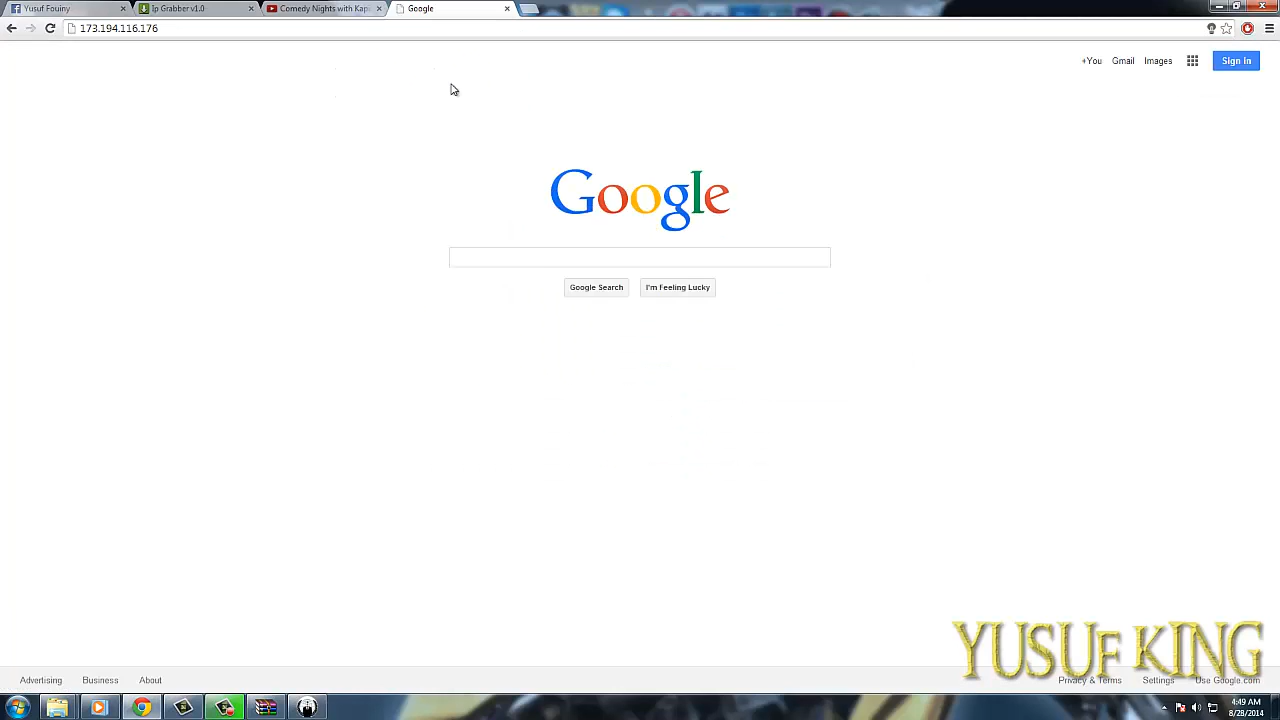 Yusuf Fouiny
Ip Grabber v1.0
Comedy Nights with Kapi
Google
173.194.116.176
+You Gmail Images Sign in
Google
Google Search I'm Feeling Lucky
YUSUF KING
Advertising Business About Privacy & Terms Settings Use Google.com
4:49 AM
8/28/2014